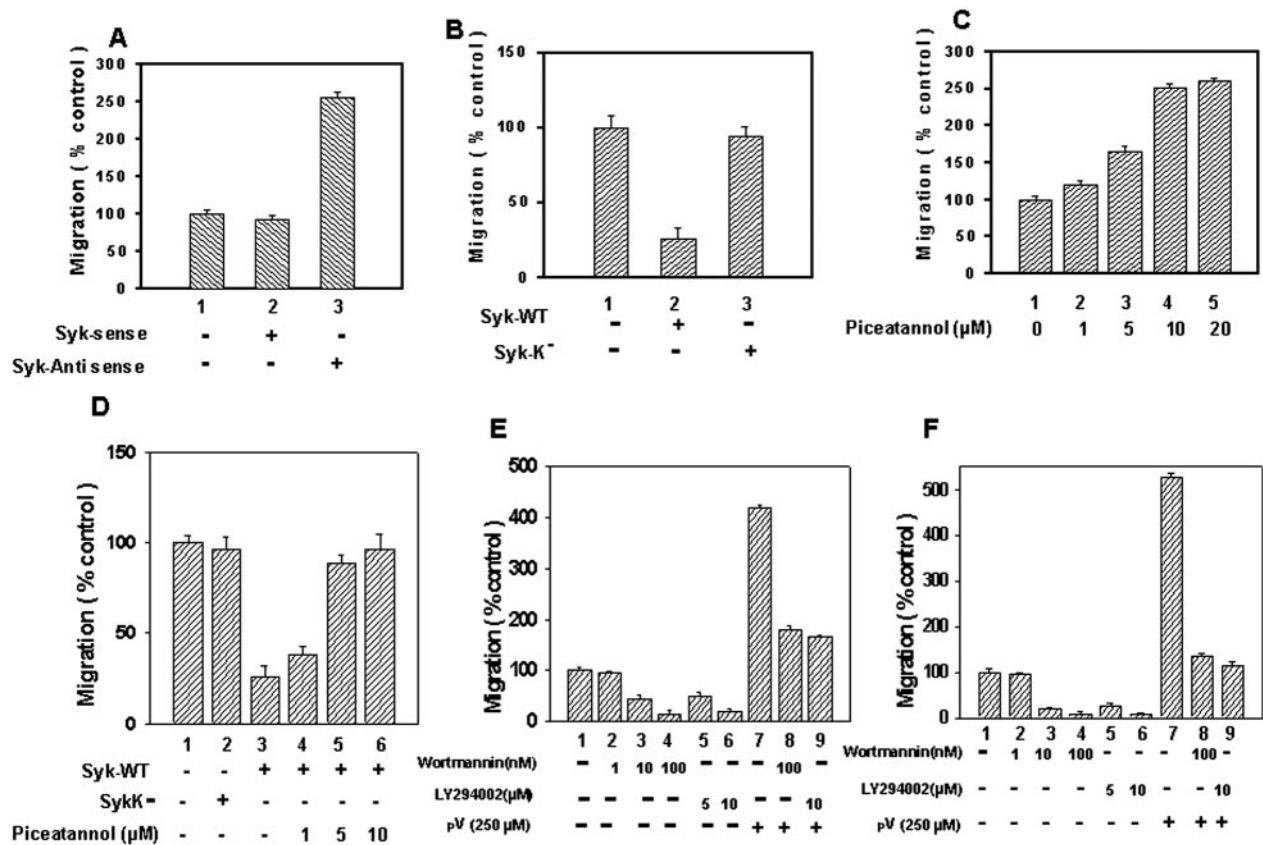 A
Migration ( % control )
300
250
200
150
100
50
0
1 2 3
Syk-sense - + -
Syk-Anti sense - - +
B
Migration ( % control )
150
100
50
0
1 2 3
Syk-WT - + -
Syk-K- - - +
C
Migration ( % control )
300
250
200
150
100
50
0
1 2 3 4 5
Piceatannol (µM) 0 1 5 10 20
D
Migration ( % control )
150
100
50
0
1 2 3 4 5 6
Syk-WT - - + + + +
SykK- - + - - - -
Piceatannol (µM) - - - 1 5 10
E
Migration ( %control)
500
400
300
200
100
0
1 2 3 4 5 6 7 8 9
Wortmannin(nM) - 1 10 100 - - - 100 -
LY294002(µM) - - - - 5 10 - - 10
pV (250 µM) - - - - - - + + +
F
Migration ( %control)
500
400
300
200
100
0
1 2 3 4 5 6 7 8 9
Wortmannin(nM) - 1 10 100 - - - 100 -
LY294002(µM) - - - - 5 10 - - 10
pV (250 µM) - - - - - - + + +